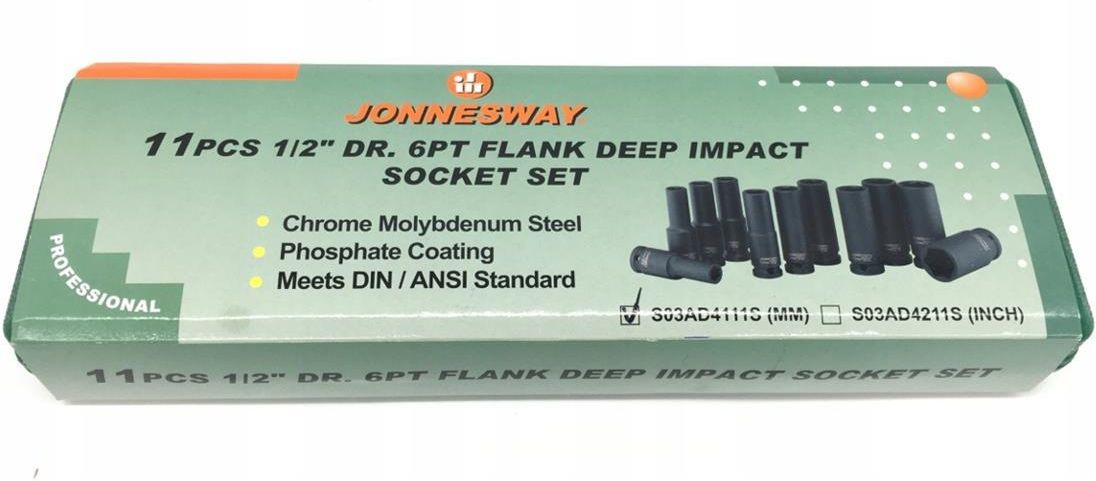 JONNESWAY
11PCS 1/2" DR. 6PT FLANK DEEP IMPACT
SOCKET SET
Chrome Molybdenum Steel
Phosphate Coating
Meets DIN / ANSI Standard
PROFESSIONAL
S03AD4111S (MM) S03AD4211S (INCH)
11PCS 1/2" DR. 6PT FLANK DEEP IMPACT SOCKET SET